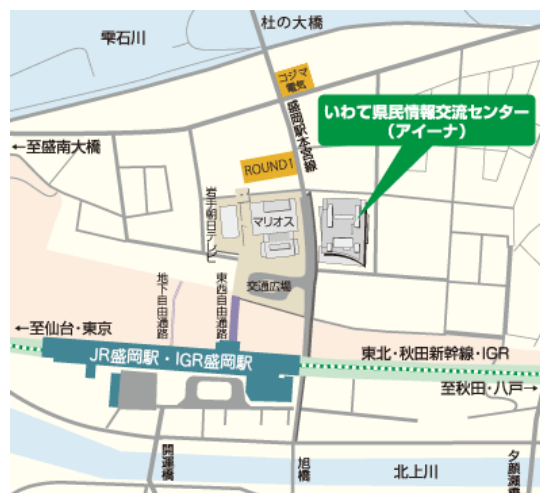 杜の大橋
雫石川
コジマ
電気
いわて県民情報交流センター
（アイーナ）
盛岡駅本宮線
←至盛南大橋
ROUND1
岩手朝日テレビ
マリオス
交通広場
地下自由通路
東西自由通路
←至仙台・東京
JR盛岡駅・IGR盛岡駅
東北・秋田新幹線・IGR
至秋田・八戸→
開運橋
旭橋
北上川
夕顔瀬橋